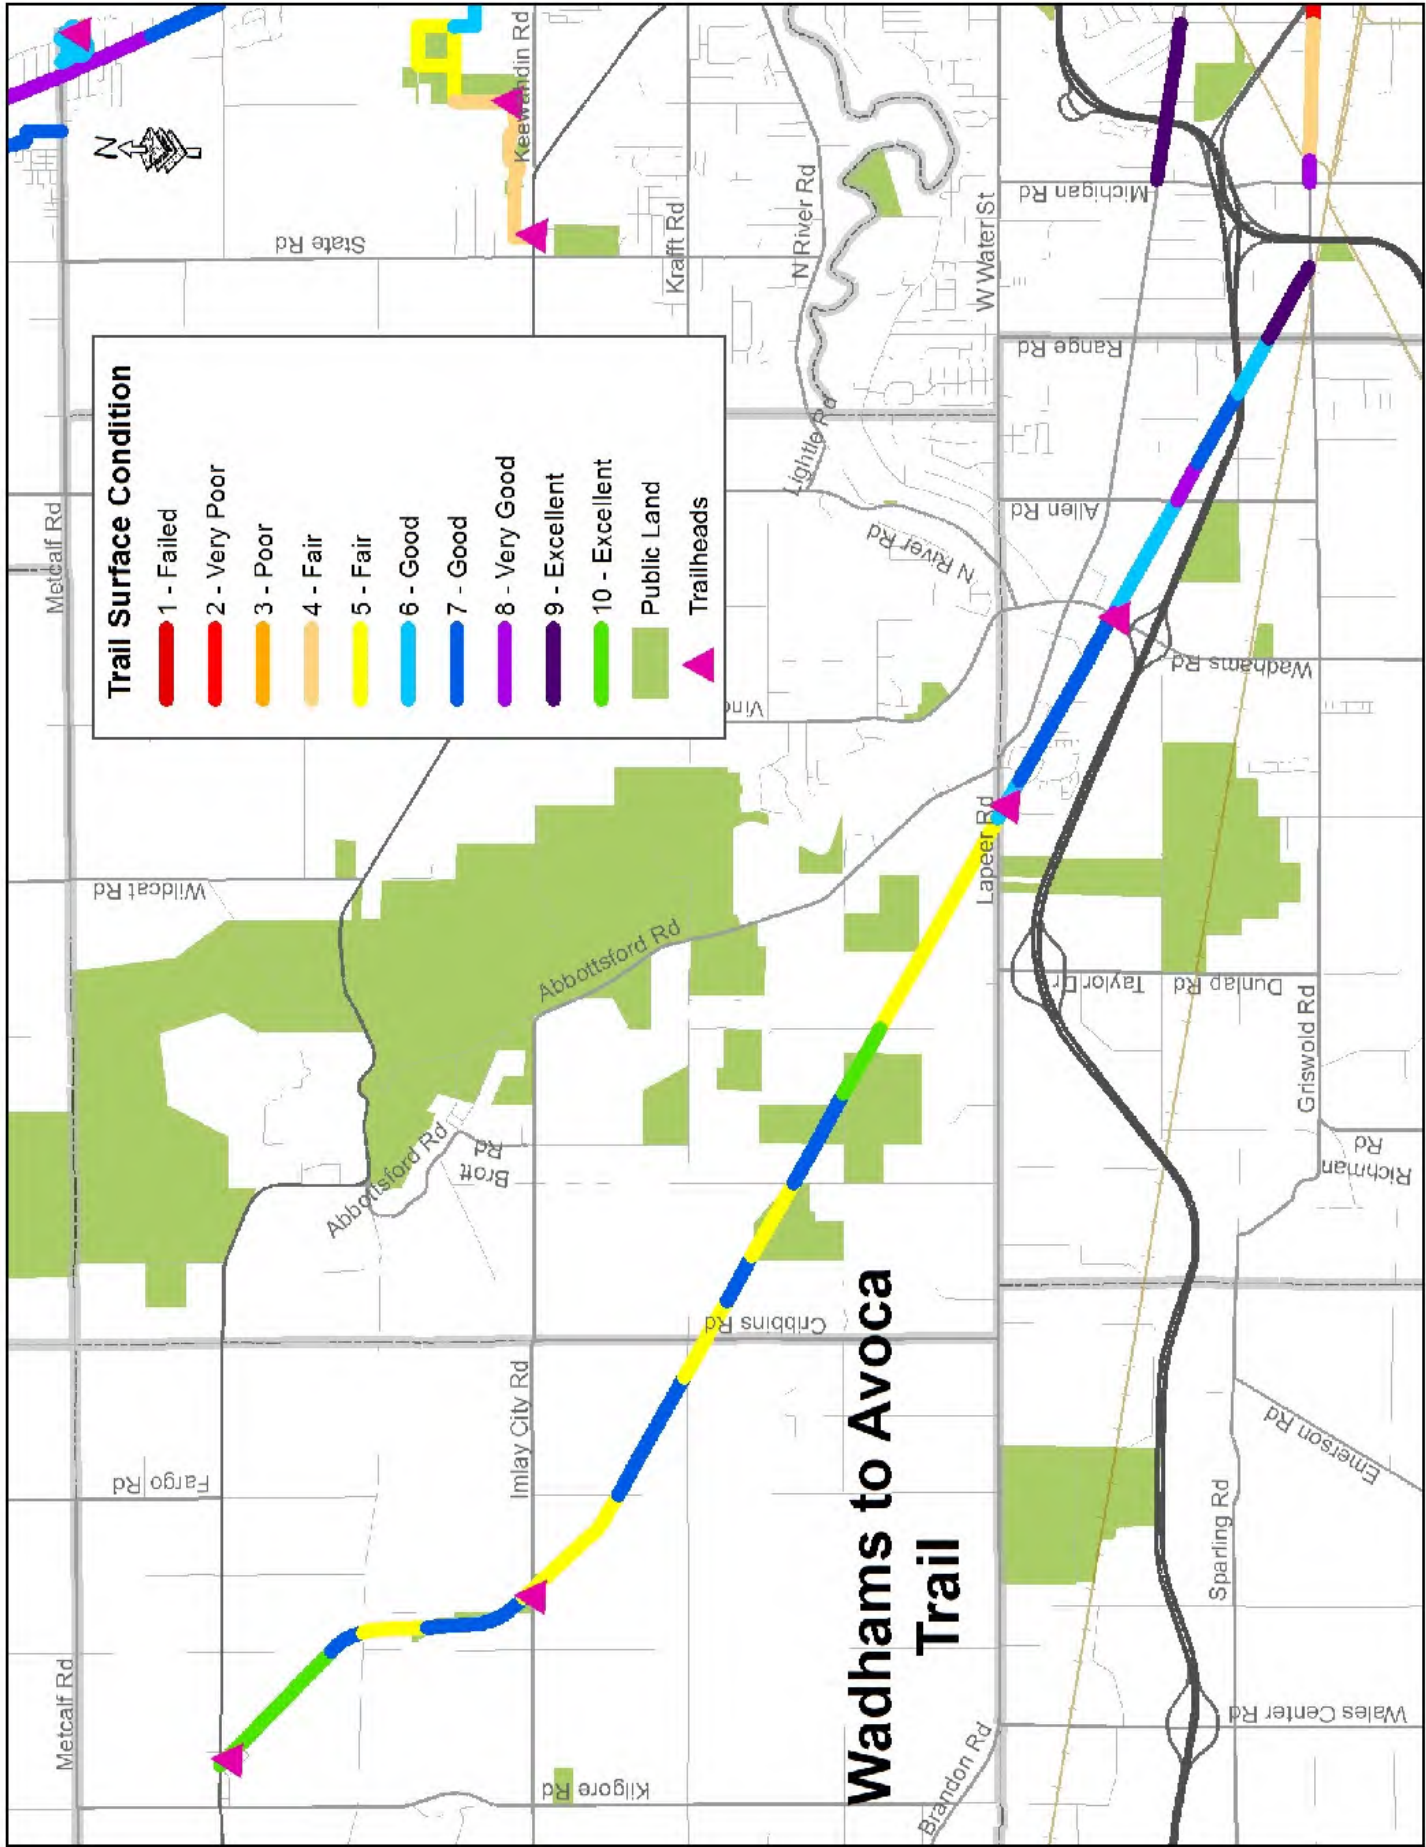 Wadhams to Avoca
Trail
Trail Surface Condition
1 - Failed
2 - Very Poor
3 - Poor
4 - Fair
5 - Fair
6 - Good
7 - Good
8 - Very Good
9 - Excellent
10 - Excellent
Public Land
Trailheads
N
Metcalf Rd
Metcalf Rd
Fargo Rd
Wildcat Rd
State Rd
Keewahdin Rd
Kilgore Rd
Imlay City Rd
Abbottsford Rd
Brott
Rd
Abbottsford Rd
Krafft Rd
Vinc
Cribbins Rd
Lightle Rd
N River Rd
N River Rd
Brandon Rd
Lapeer Rd
W Water St
Allen Rd
Range Rd
Michigan Rd
Taylor Dr
Dunlap Rd
Wadhams Rd
Wales Center Rd
Sparling Rd
Emerson Rd
Griswold Rd
Richman
Rd